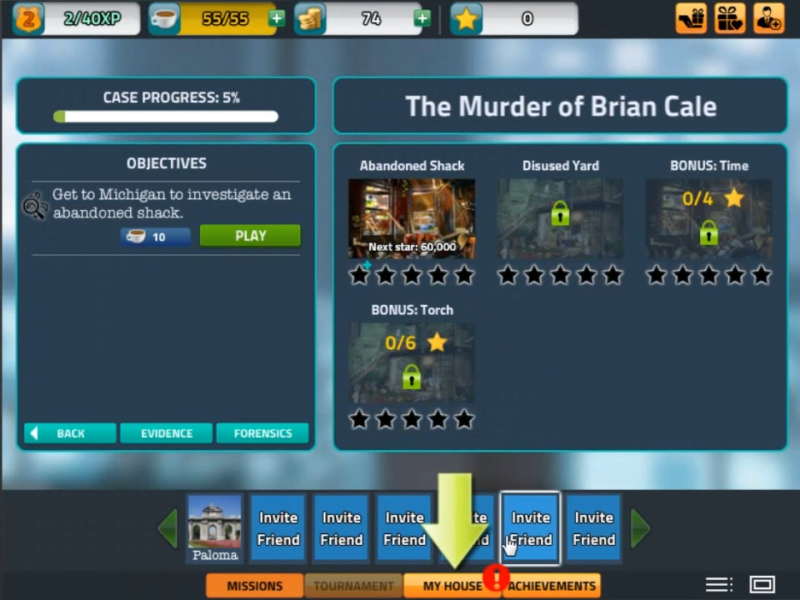 2
2/40XP
55/55
74
0
CASE PROGRESS: 5%
The Murder of Brian Cale
OBJECTIVES
Get to Michigan to investigate an
abandoned shack.
10
PLAY
BACK
EVIDENCE
FORENSICS
Abandoned Shack
Disused Yard
BONUS: Time
Next star: 60,000
0/4
BONUS: Torch
0/6
Paloma
Invite
Friend
Invite
Friend
Invite
Friend
Invite
Friend
Invite
Friend
MISSIONS
TOURNAMENT
MY HOUSE
!
ACHIEVEMENTS